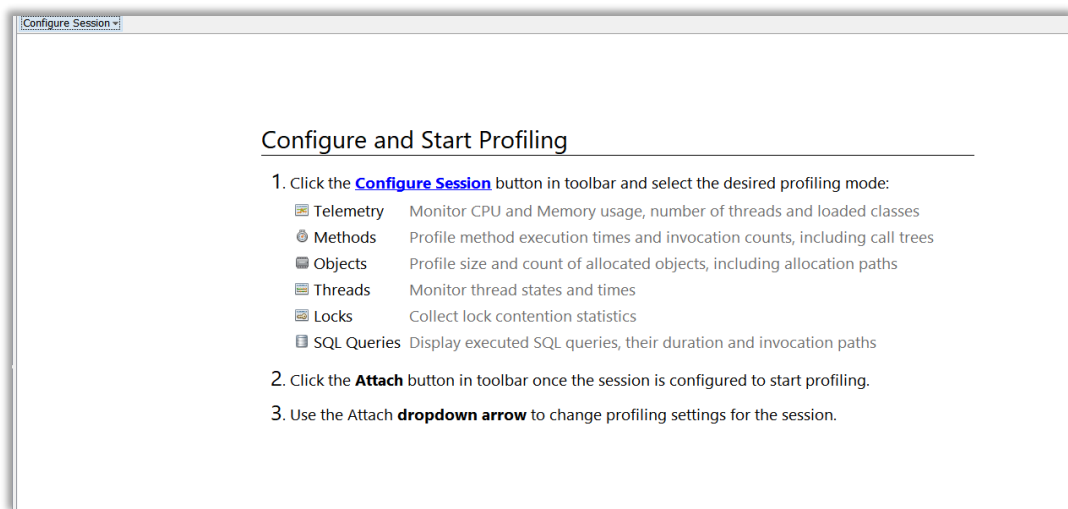 Configure Session
Configure and Start Profiling
1. Click the Configure Session button in toolbar and select the desired profiling mode:
Telemetry Monitor CPU and Memory usage, number of threads and loaded classes
Methods Profile method execution times and invocation counts, including call trees
Objects Profile size and count of allocated objects, including allocation paths
Threads Monitor thread states and times
Locks Collect lock contention statistics
SQL Queries Display executed SQL queries, their duration and invocation paths
2. Click the Attach button in toolbar once the session is configured to start profiling.
3. Use the Attach dropdown arrow to change profiling settings for the session.